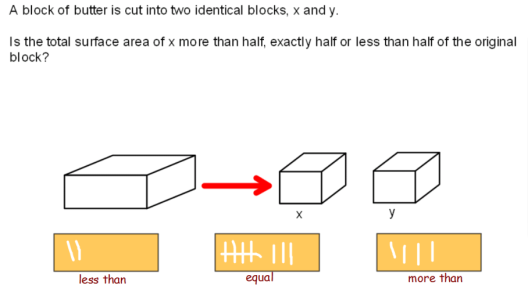 A block of butter is cut into two identical blocks, x and y.
Is the total surface area of x more than half, exactly half or less than half of the original
block?
x
y
less than
equal
more than